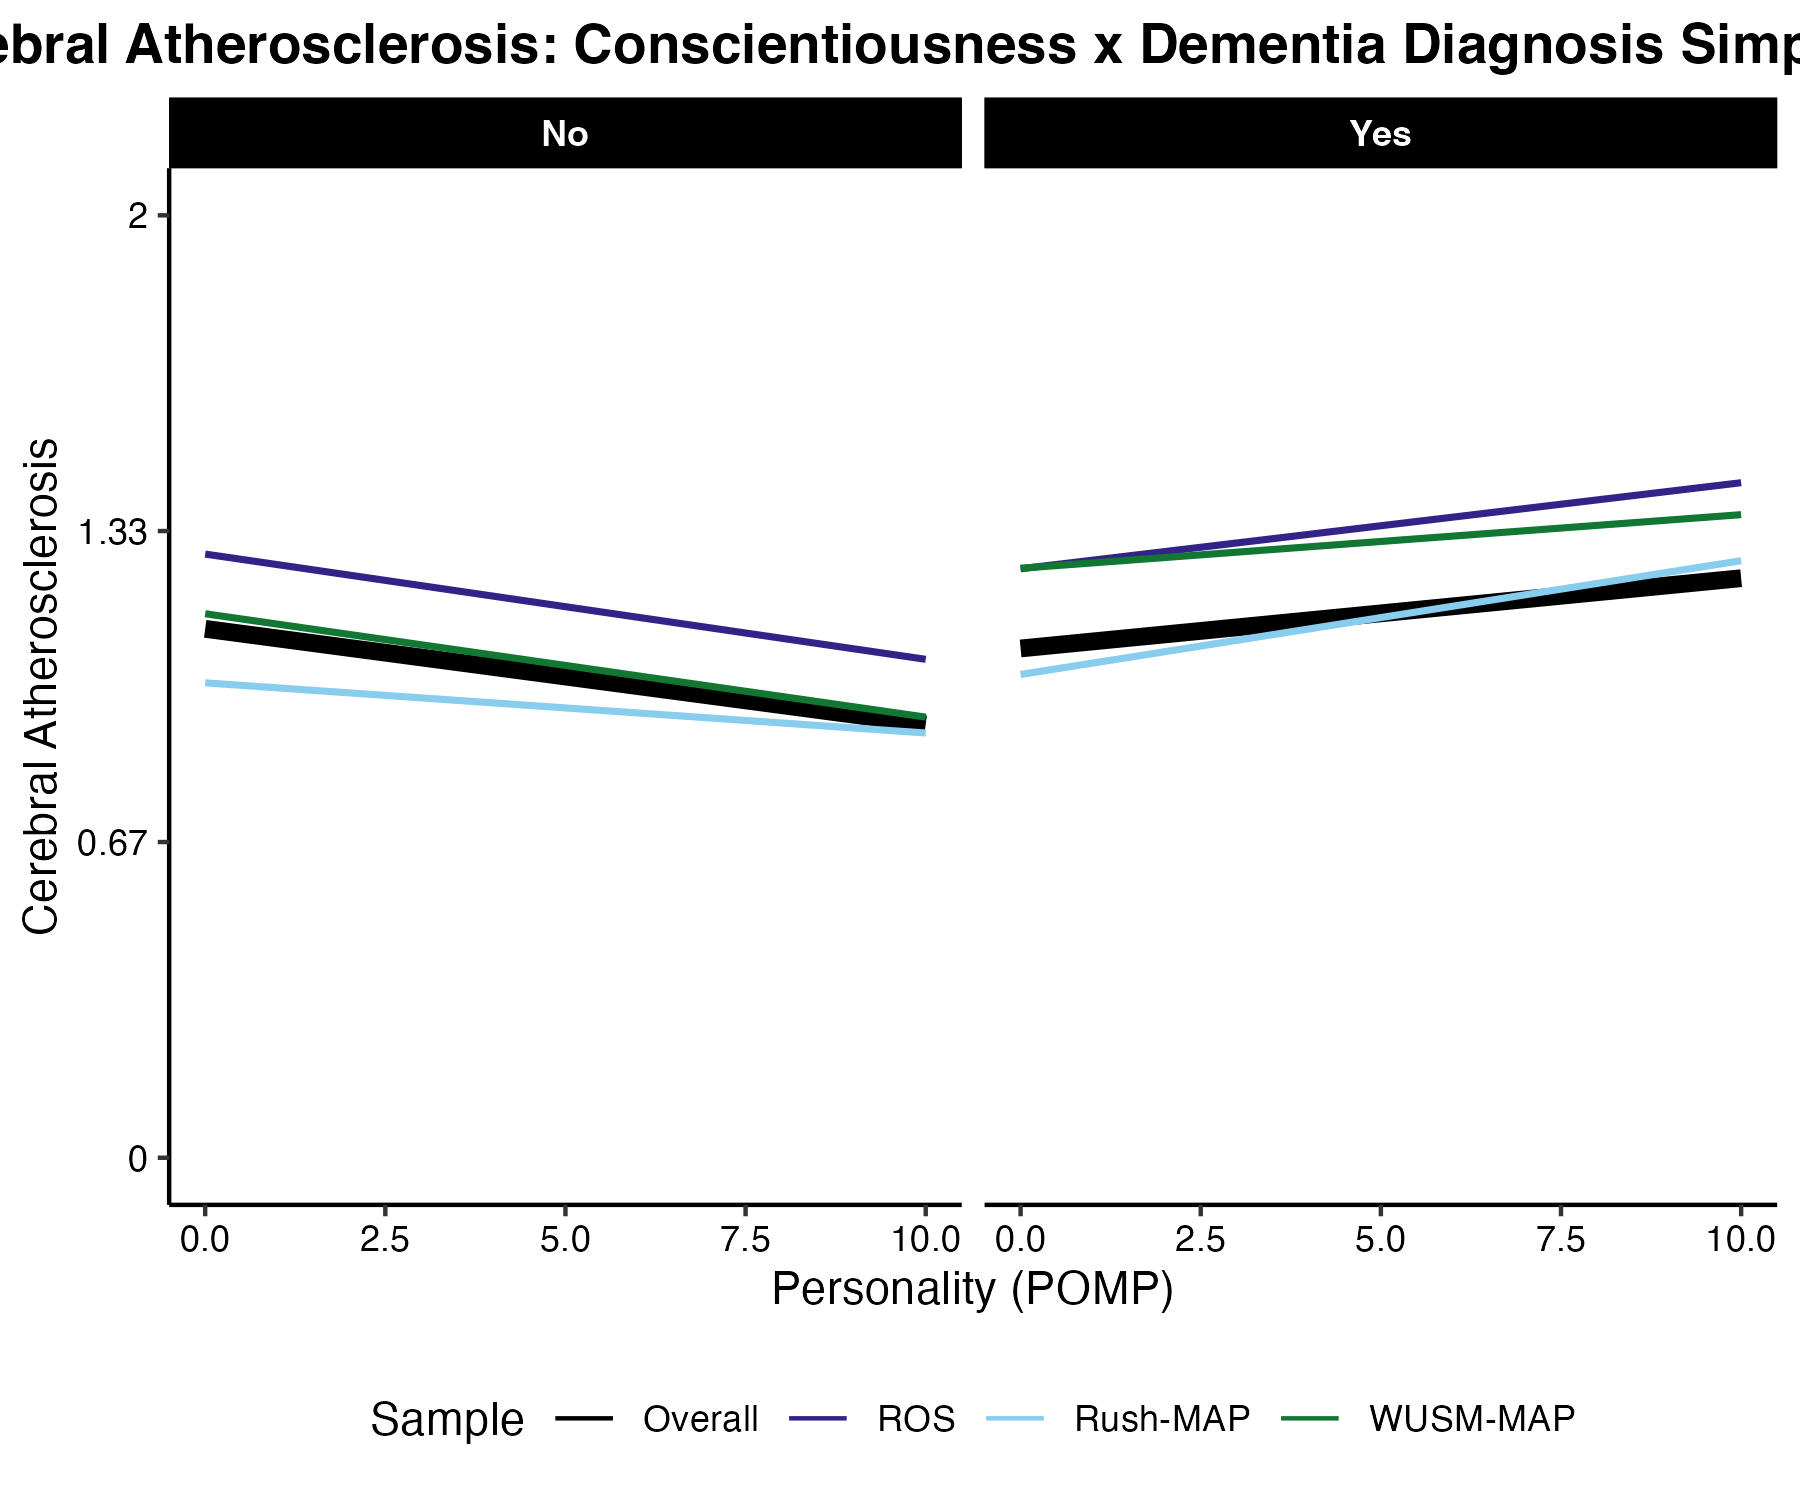 ebral Atherosclerosis: Conscientiousness x Dementia Diagnosis Simp
No
Yes
Cerebral Atherosclerosis
2
1.33
0.67
0
0.0 2.5 5.0 7.5 10.0 0.0 2.5 5.0 7.5 10.0
Personality (POMP)
Sample Overall ROS Rush-MAP WUSM-MAP